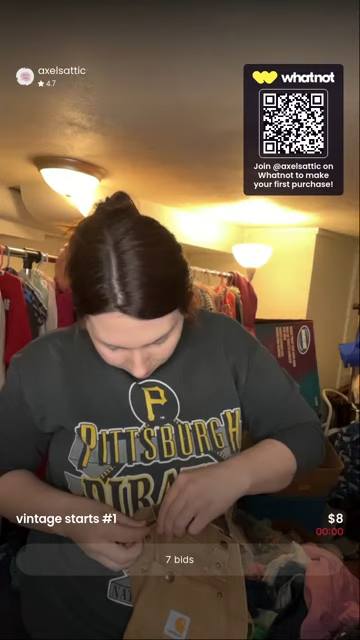 axelsattic
4.7
whatnot
Join @axelsattic on
Whatnot to make
your first purchase!
P
PITTSBURGH
PIRA
vintage starts #1
$8
00:00
7 bids